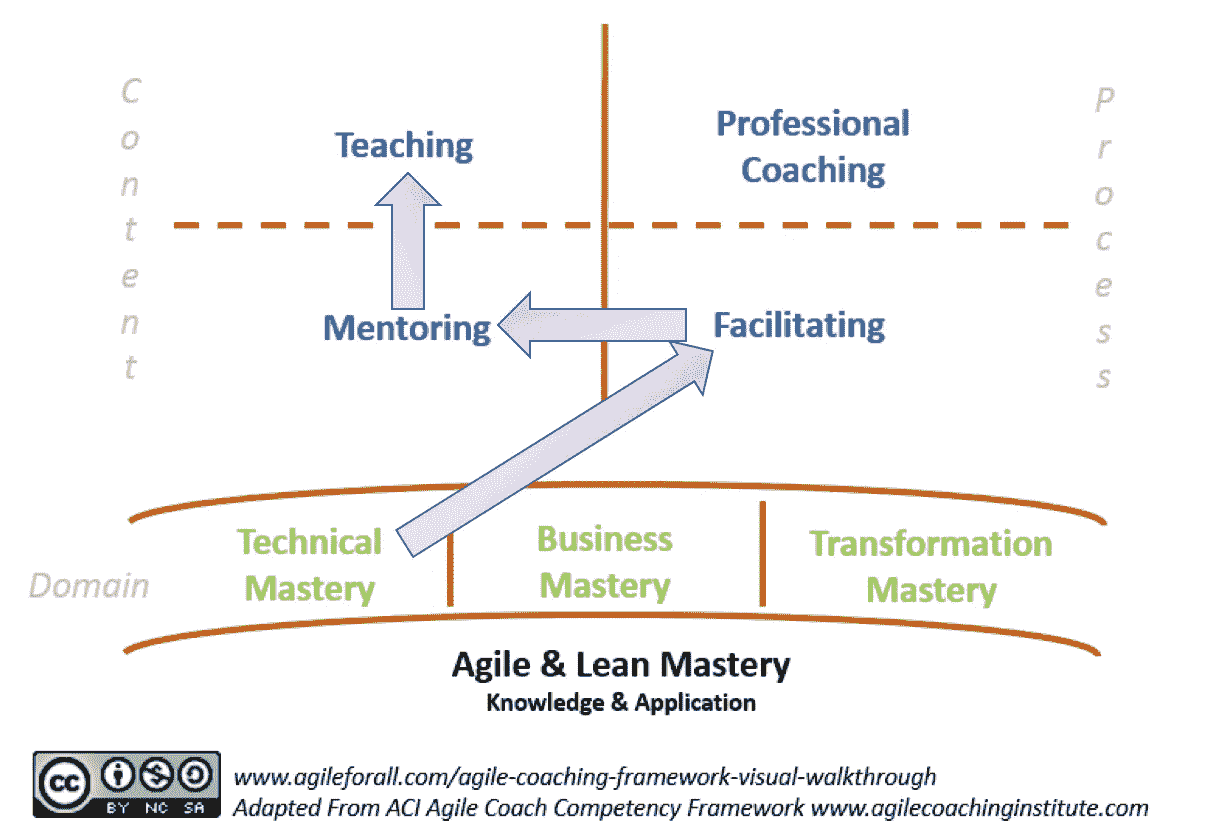 Content
Process
Teaching
Professional
Coaching
Mentoring
Facilitating
Domain
Technical
Mastery
Business
Mastery
Transformation
Mastery
Agile & Lean Mastery
Knowledge & Application
cc
BY NC SA
www.agileforall.com/agile-coaching-framework-visual-walkthrough
Adapted From ACI Agile Coach Competency Framework www.agilecoachinginstitute.com